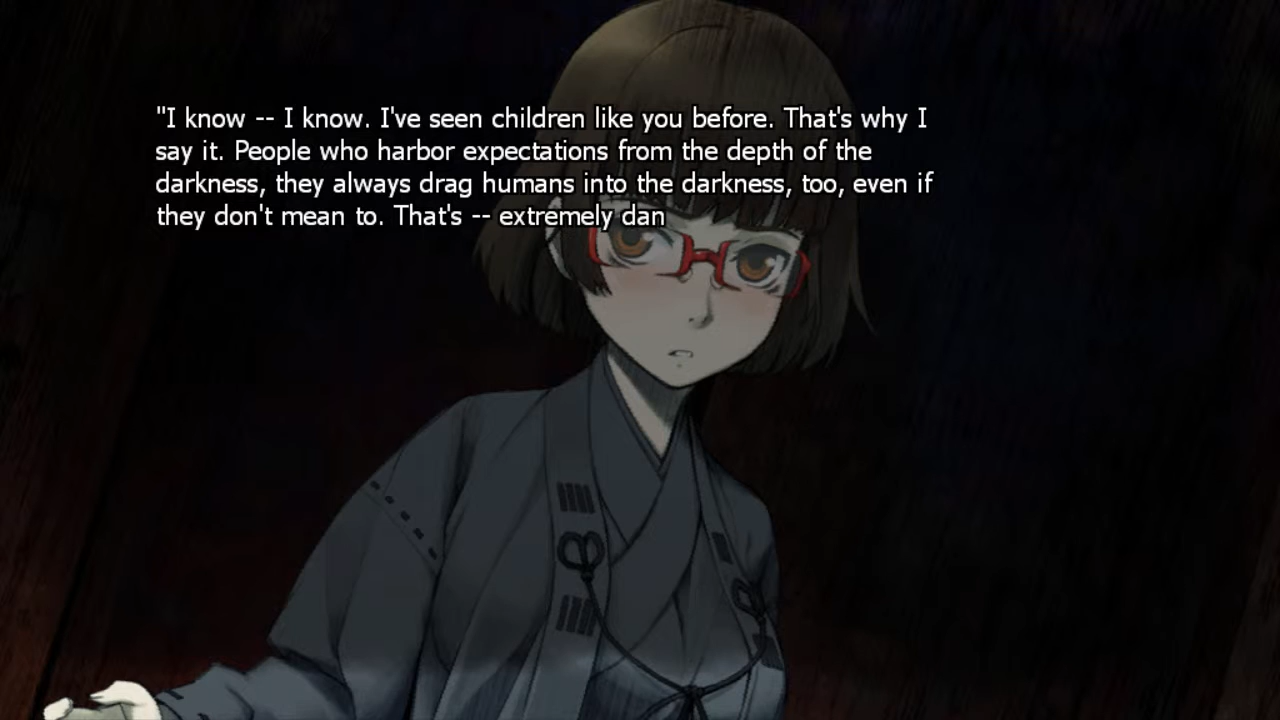 "I know -- I know. I've seen children like you before. That's why I
say it. People who harbor expectations from the depth of the
darkness, they always drag humans into the darkness, too, even if
they don't mean to. That's -- extremely dan